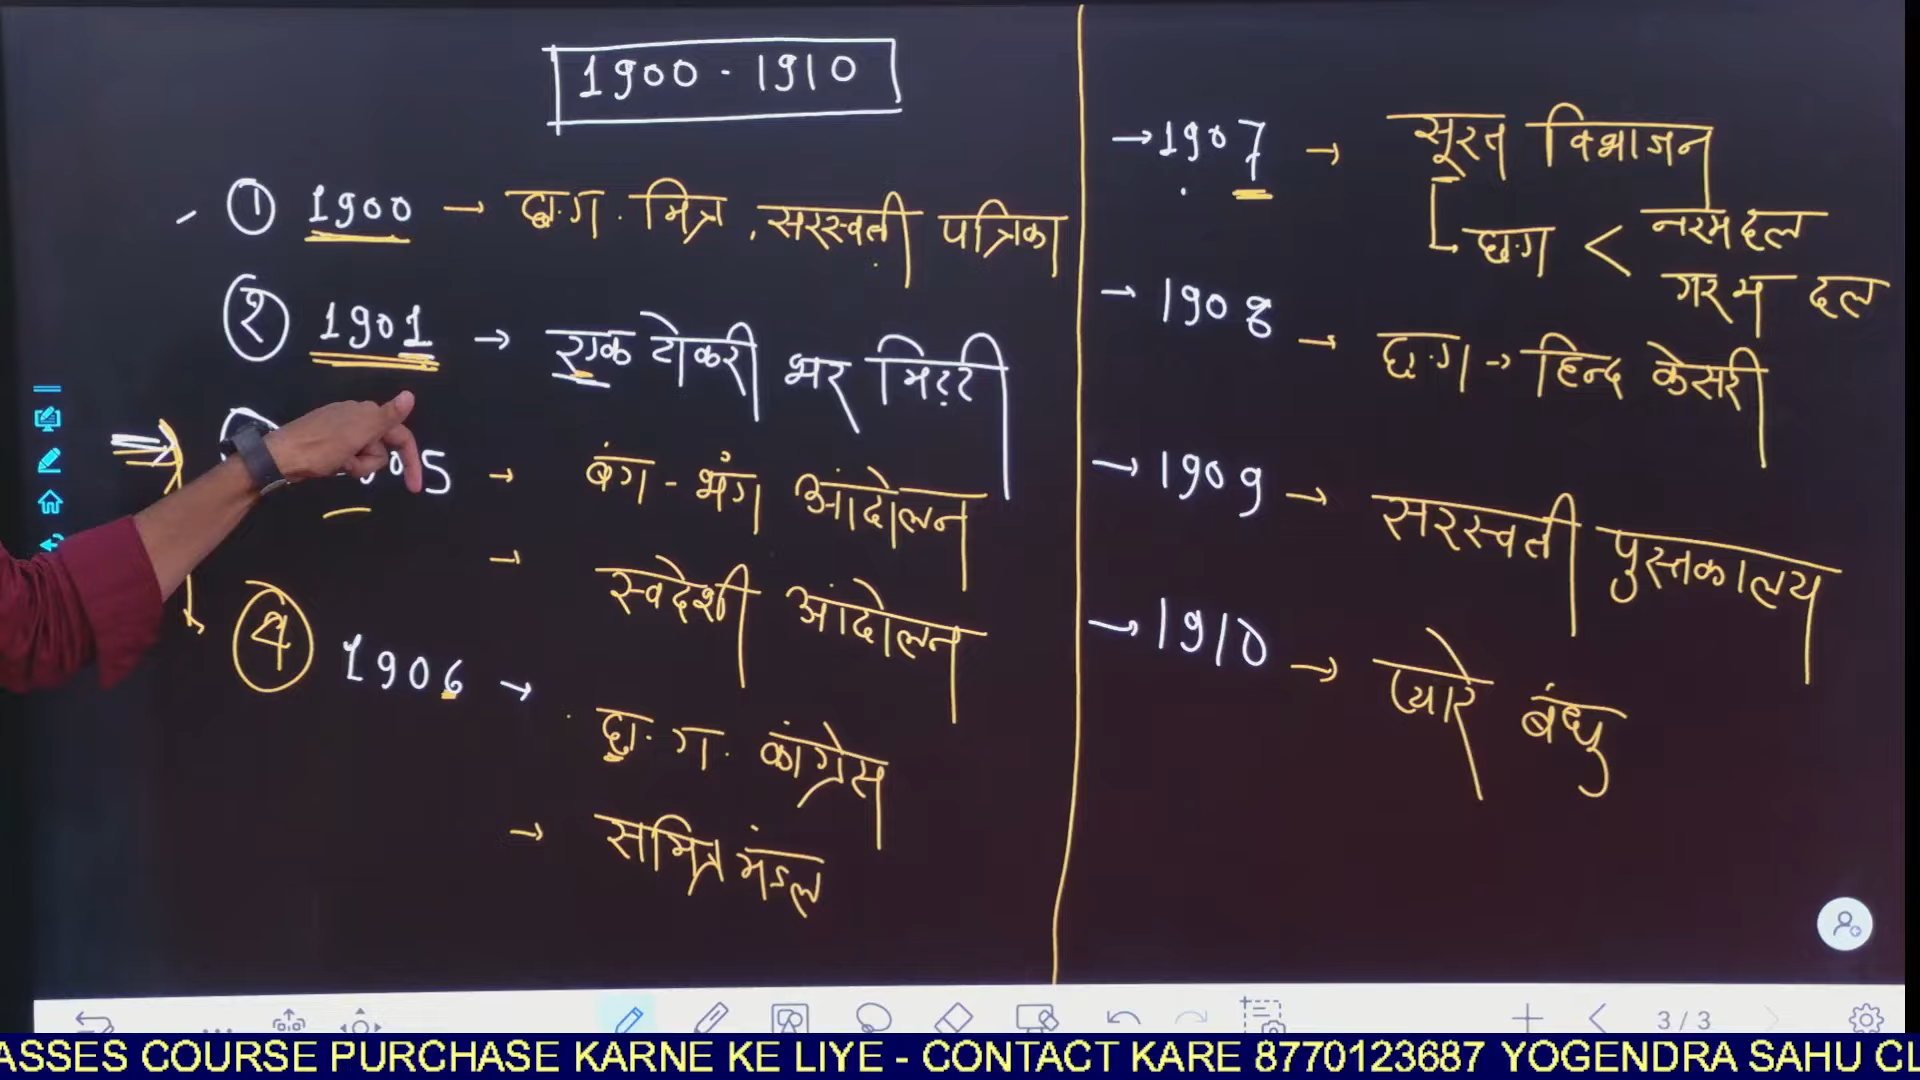 1900 - 1910
① 1900 → छ.ग. मित्र, सरस्वती पत्रिका
② 1901 → एक टोकरी भर मिट्टी
05 → बंग - भंग आंदोलन
→ स्वदेशी आंदोलन
④ 1906 → छ.ग. कांग्रेस
→ समित्र मंडल
→ 1907 → सूरत विभाजन
छ.ग < नरम दल
गरम दल
→ 1908 → छ.ग → हिन्द केसरी
→ 1909 → सरस्वती पुस्तकालय
→ 1910 → प्यारे बंधु
3 / 3
ASSES COURSE PURCHASE KARNE KE LIYE - CONTACT KARE 8770123687 YOGENDRA SAHU CL